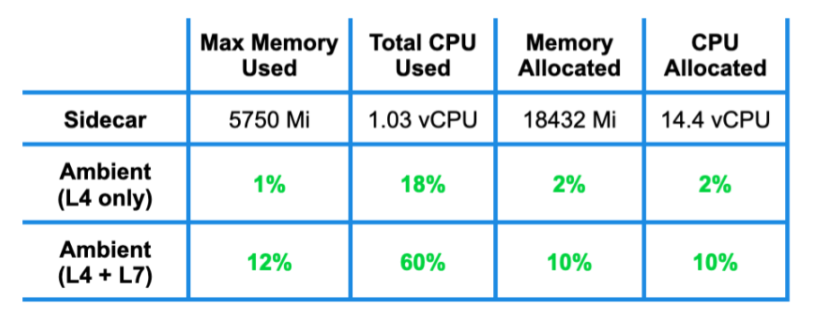 Max Memory Used Total CPU Used Memory Allocated CPU Allocated
Sidecar 5750 Mi 1.03 vCPU 18432 Mi 14.4 vCPU
Ambient (L4 only) 1% 18% 2% 2%
Ambient (L4 + L7) 12% 60% 10% 10%